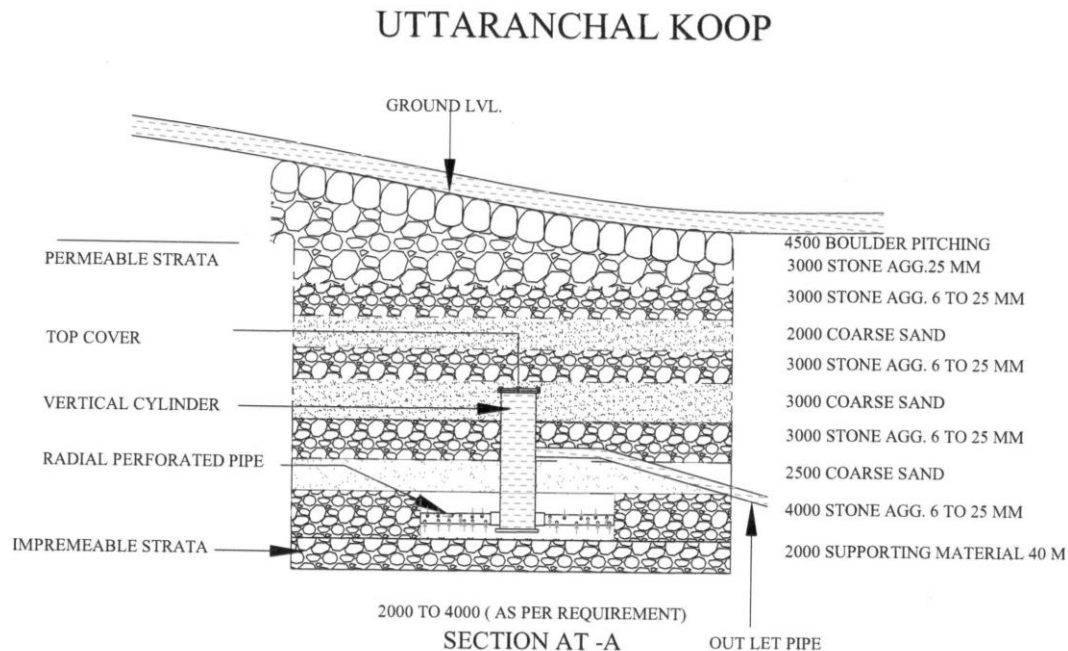 UTTARANCHAL KOOP
GROUND LVL.
PERMEABLE STRATA
TOP COVER
VERTICAL CYLINDER
RADIAL PERFORATED PIPE
IMPREMEABLE STRATA
4500 BOULDER PITCHING
3000 STONE AGG.25 MM
3000 STONE AGG. 6 TO 25 MM
2000 COARSE SAND
3000 STONE AGG. 6 TO 25 MM
3000 COARSE SAND
3000 STONE AGG. 6 TO 25 MM
2500 COARSE SAND
4000 STONE AGG. 6 TO 25 MM
2000 SUPPORTING MATERIAL 40 M
2000 TO 4000 ( AS PER REQUIREMENT)
SECTION AT -A
OUT LET PIPE